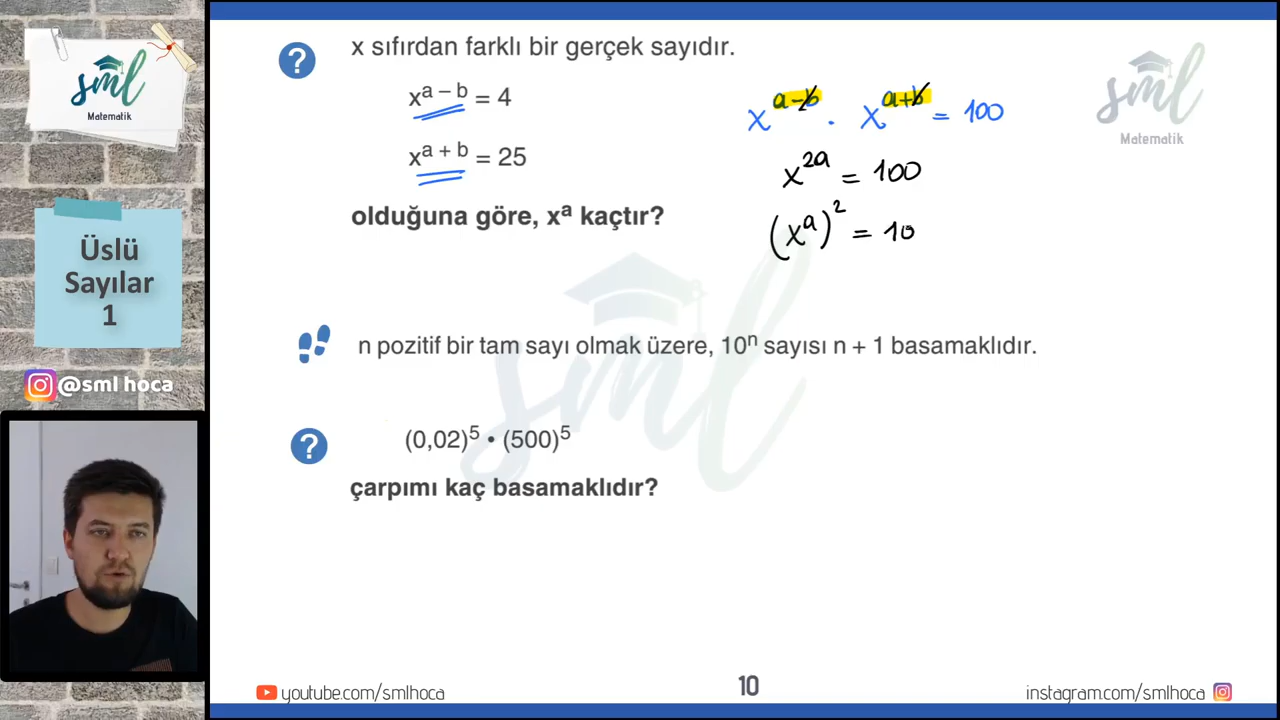 sml
Matematik
Üslü
Sayılar
1
@sml hoca
x sıfırdan farklı bir gerçek sayıdır.
x^a – b = 4
x^a + b = 25
olduğuna göre, x^a kaçtır?
x^a-b . x^a+b = 100
x^2a = 100
(x^a)^2 = 10
sml
Matematik
sml
n pozitif bir tam sayı olmak üzere, 10^n sayısı n + 1 basamaklıdır.
?
(0,02)^5 • (500)^5
çarpımı kaç basamaklıdır?
?
youtube.com/smlhoca
10
instagram.com/smlhoca